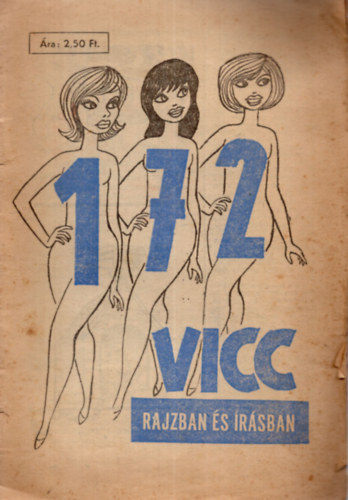 Ára: 2,50 Ft.
172
VICC
RAJZBAN ÉS ÍRÁSBAN